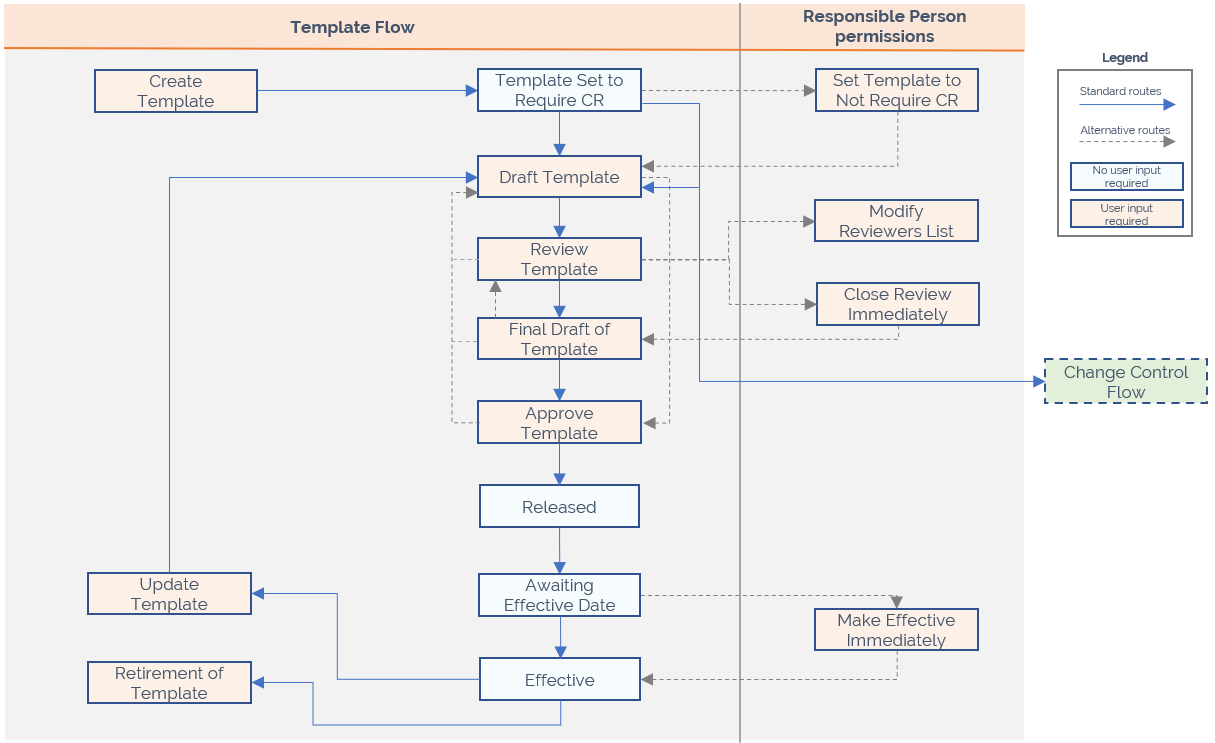 Template Flow
Responsible Person
permissions
Legend
Standard routes
Alternative routes
No user input
required
User input
required
Create
Template
Template Set to
Require CR
Set Template to
Not Require CR
Draft Template
Modify
Reviewers List
Review
Template
Close Review
Immediately
Final Draft of
Template
Change Control
Flow
Approve
Template
Released
Update
Template
Awaiting
Effective Date
Make Effective
Immediately
Retirement of
Template
Effective